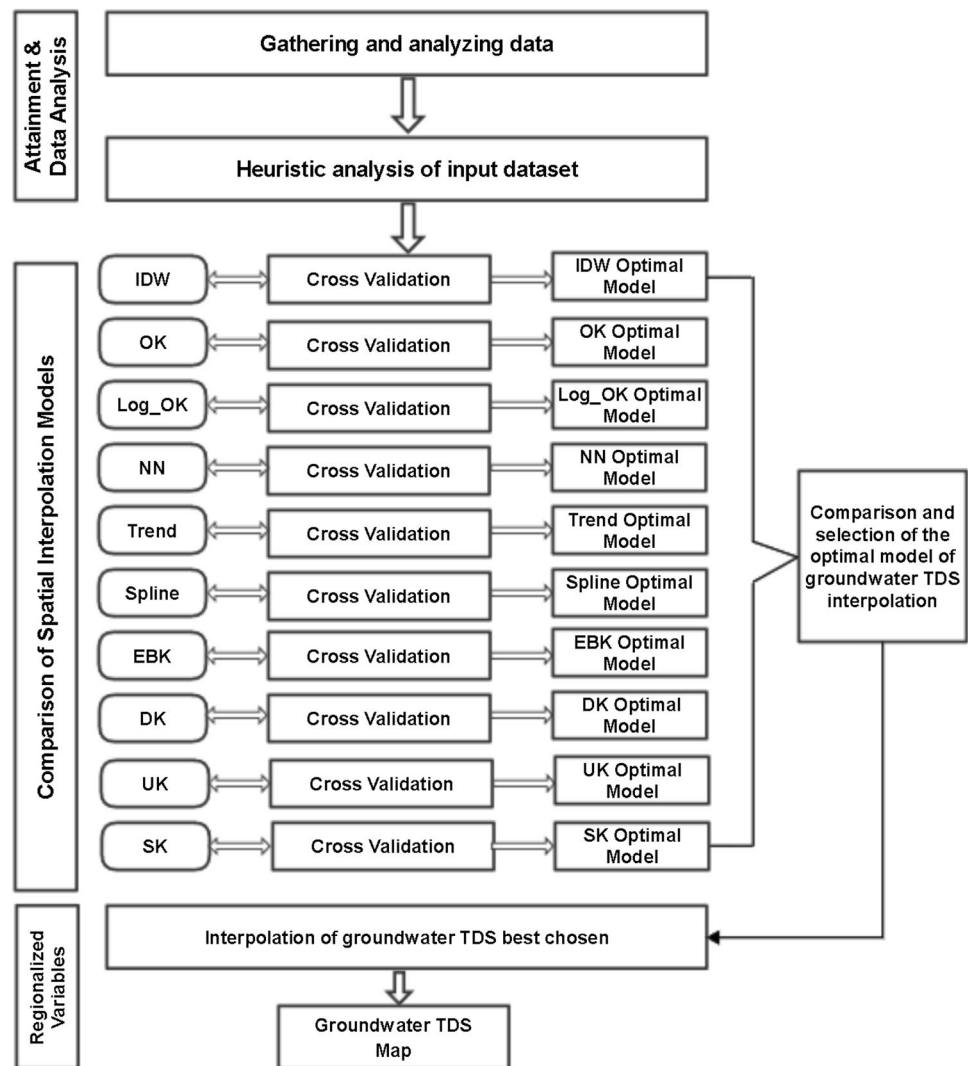 Attainment &
Data Analysis
Gathering and analyzing data
Heuristic analysis of input dataset
Comparison of Spatial Interpolation Models
IDW
Cross Validation
IDW Optimal
Model
OK
Cross Validation
OK Optimal
Model
Log_OK
Cross Validation
Log_OK Optimal
Model
NN
Cross Validation
NN Optimal
Model
Trend
Cross Validation
Trend Optimal
Model
Spline
Cross Validation
Spline Optimal
Model
EBK
Cross Validation
EBK Optimal
Model
DK
Cross Validation
DK Optimal
Model
UK
Cross Validation
UK Optimal
Model
SK
Cross Validation
SK Optimal
Model
Comparison and
selection of the
optimal model of
groundwater TDS
interpolation
Regionalized
Variables
Interpolation of groundwater TDS best chosen
Groundwater TDS
Map